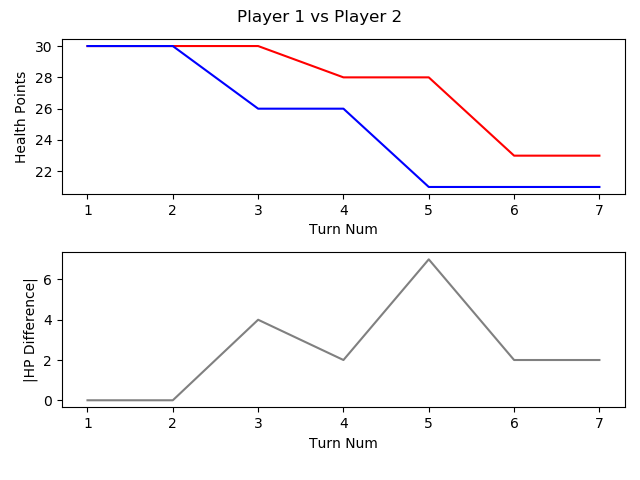 Player 1 vs Player 2
30
28
26
24
22
Health Points
1 2 3 4 5 6 7
Turn Num
6
4
2
0
|HP Difference|
1 2 3 4 5 6 7
Turn Num